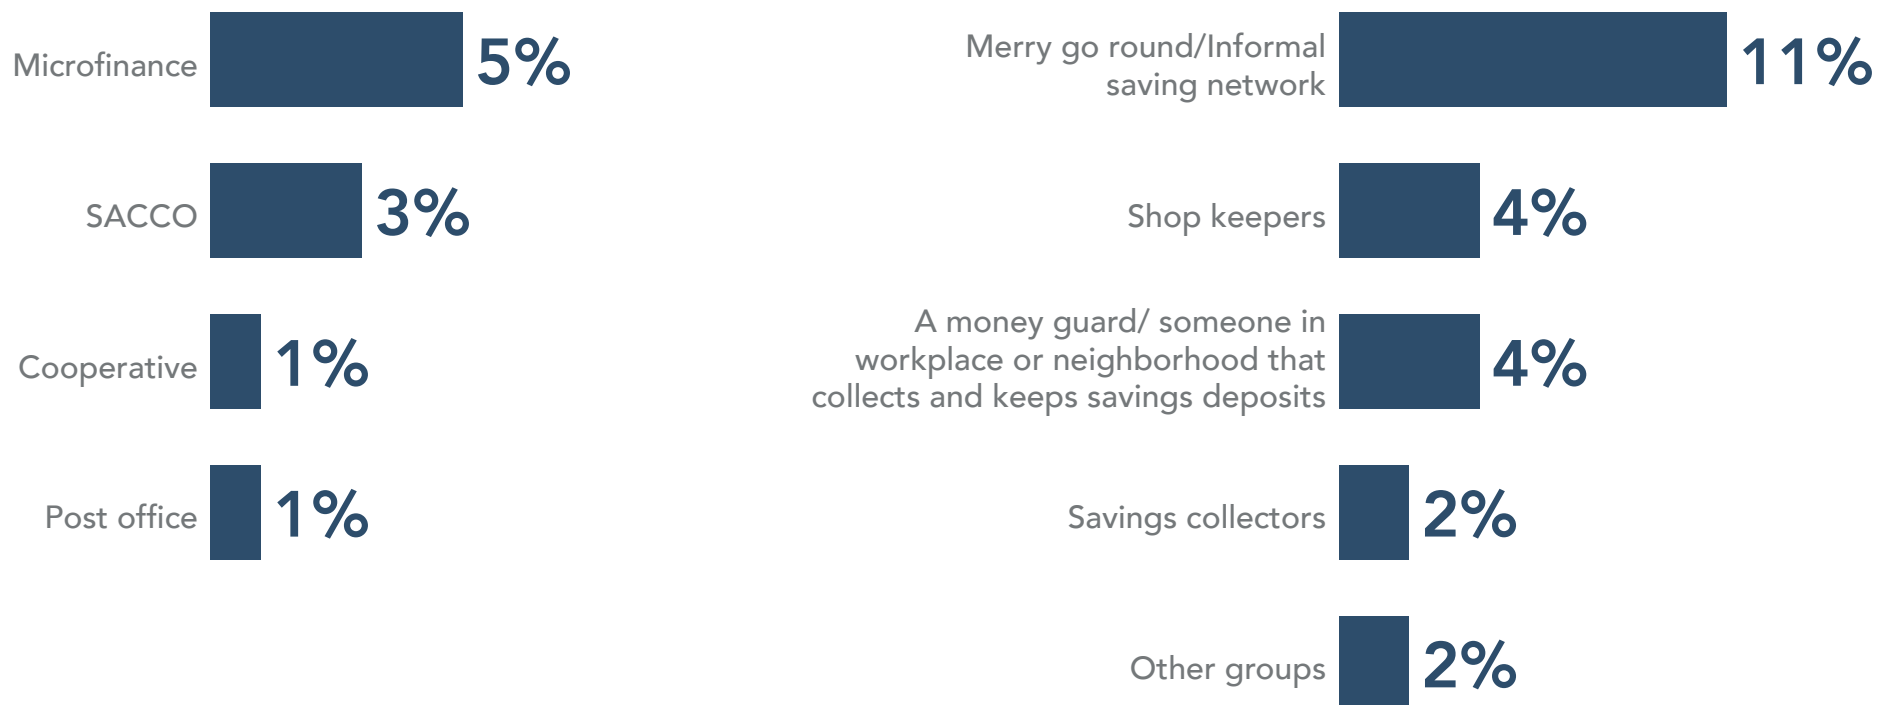 Microfinance
5%
SACCO
3%
Cooperative
1%
Post office
1%
Merry go round/Informal
saving network
11%
Shop keepers
4%
A money guard/ someone in
workplace or neighborhood that
collects and keeps savings deposits
4%
Savings collectors
2%
Other groups
2%